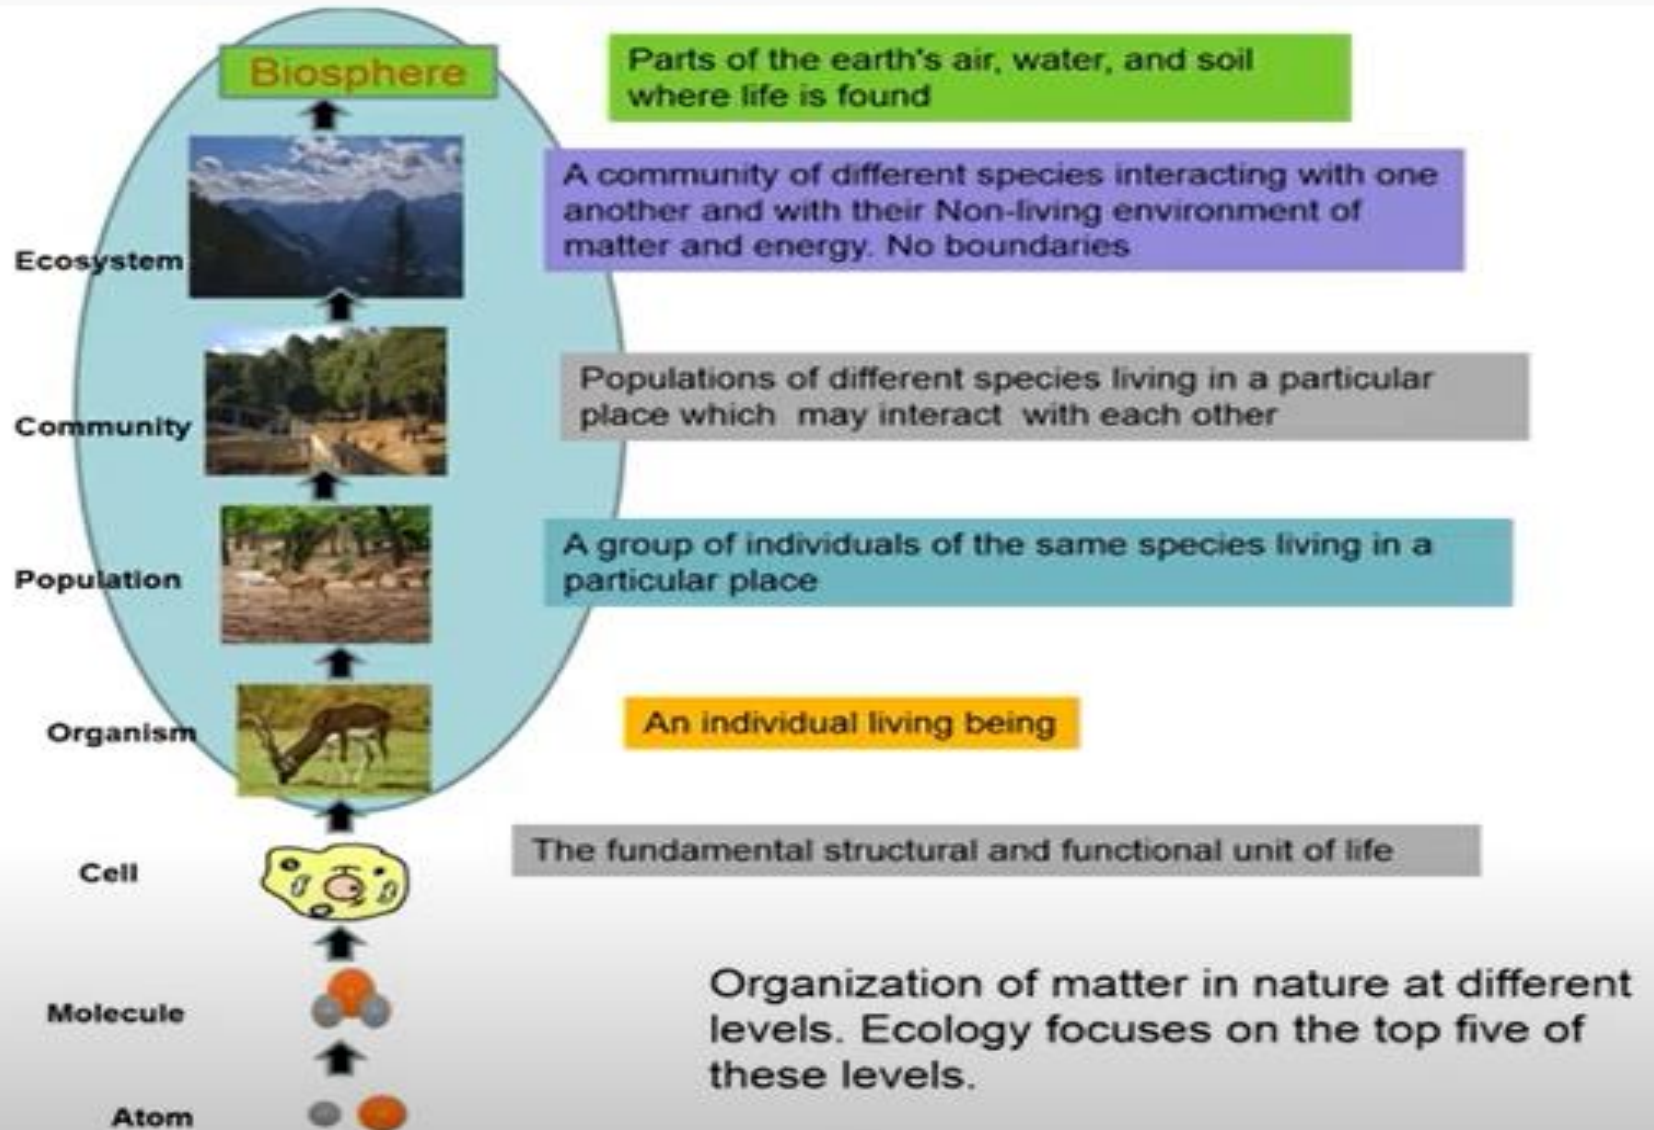 Biosphere
Parts of the earth's air, water, and soil
where life is found
Ecosystem
A community of different species interacting with one
another and with their Non-living environment of
matter and energy. No boundaries
Community
Populations of different species living in a particular
place which may interact with each other
Population
A group of individuals of the same species living in a
particular place
Organism
An individual living being
Cell
The fundamental structural and functional unit of life
Molecule
Atom
Organization of matter in nature at different
levels. Ecology focuses on the top five of
these levels.